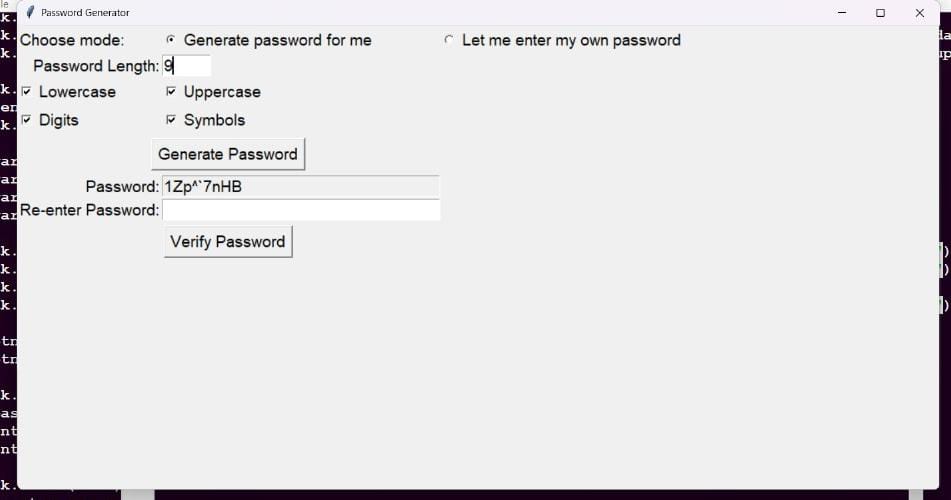 Password Generator
Choose mode: Generate password for me Let me enter my own password
Password Length: 9
Lowercase Uppercase
Digits Symbols
Generate Password
Password: 1Zp^`7nHB
Re-enter Password:
Verify Password